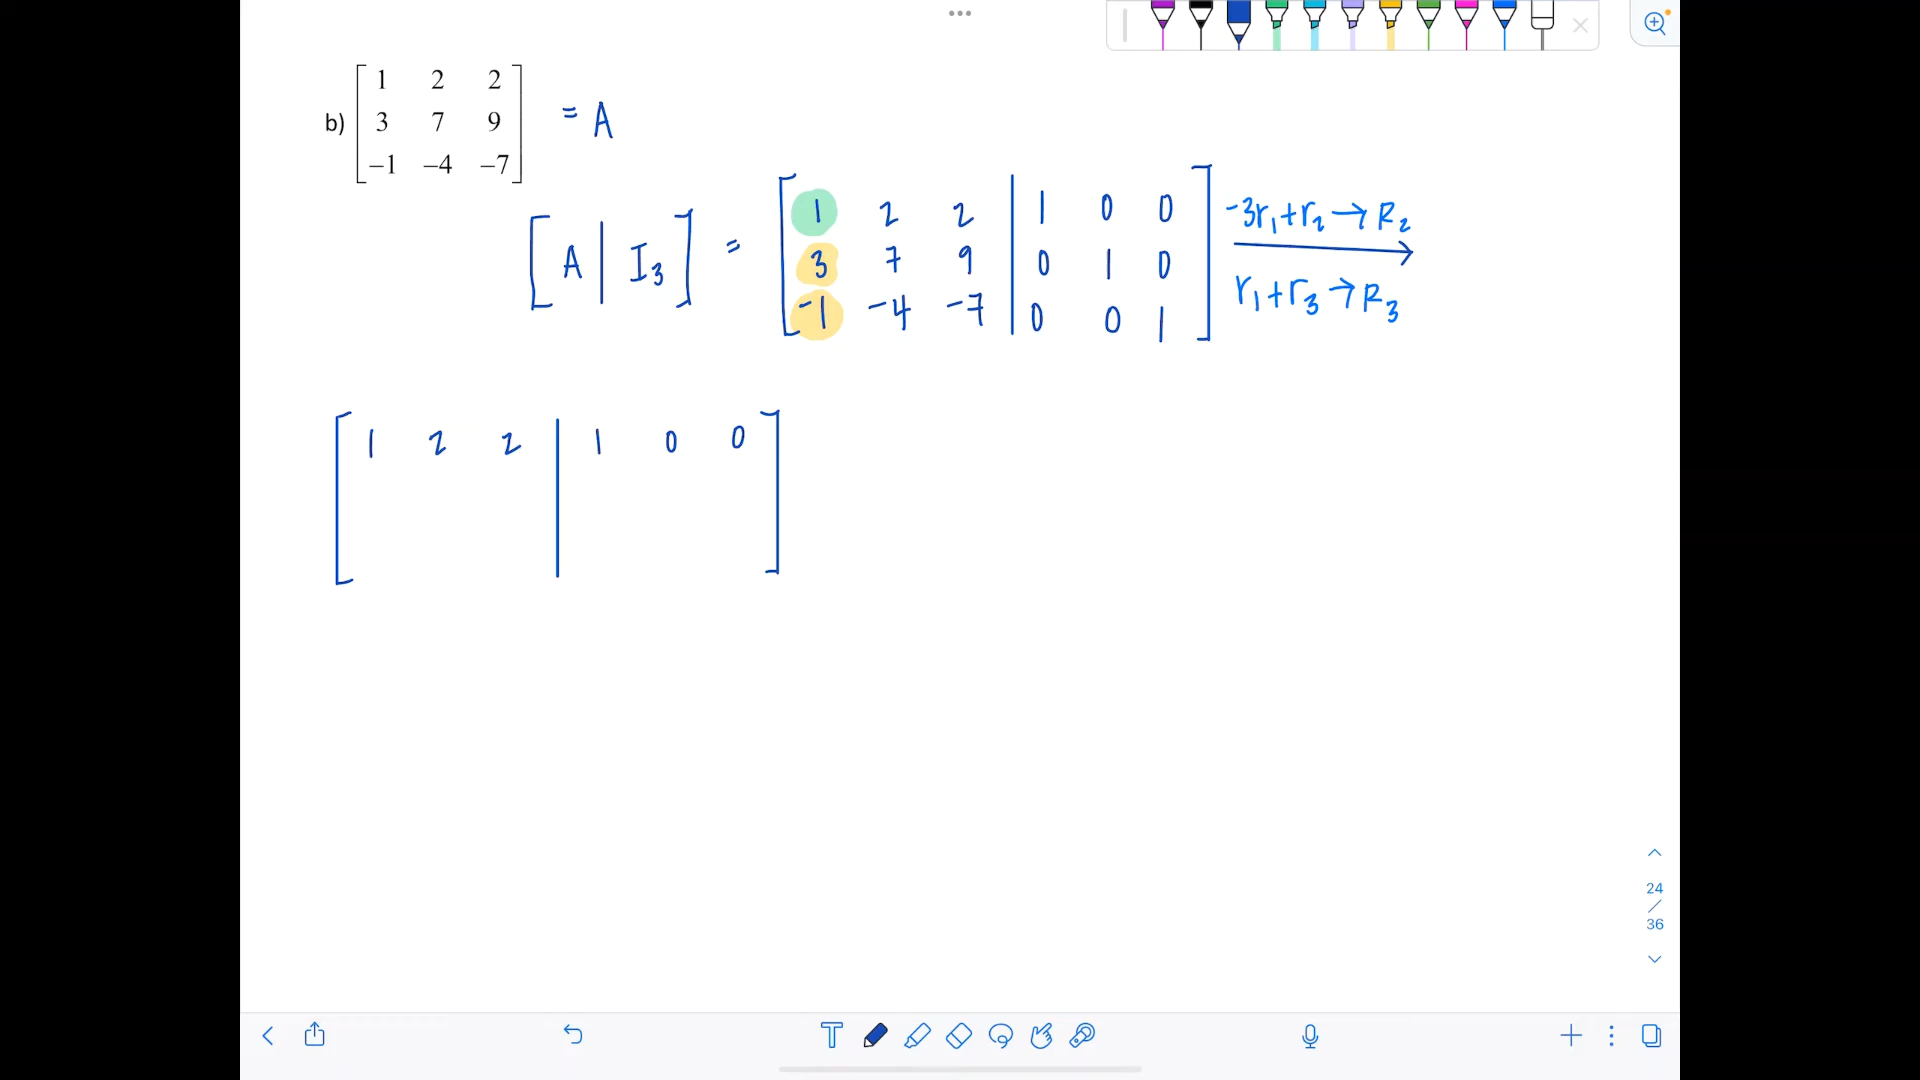 b) [1 2 2
3 7 9
−1 −4 −7] = A
[A | I₃] = [1 2 2 | 1 0 0
3 7 9 | 0 1 0
-1 -4 -7 | 0 0 1]
-3r₁+r₂→R₂
r₁+r₃→R₃
[1 2 2 | 1 0 0]
24
/
36
T